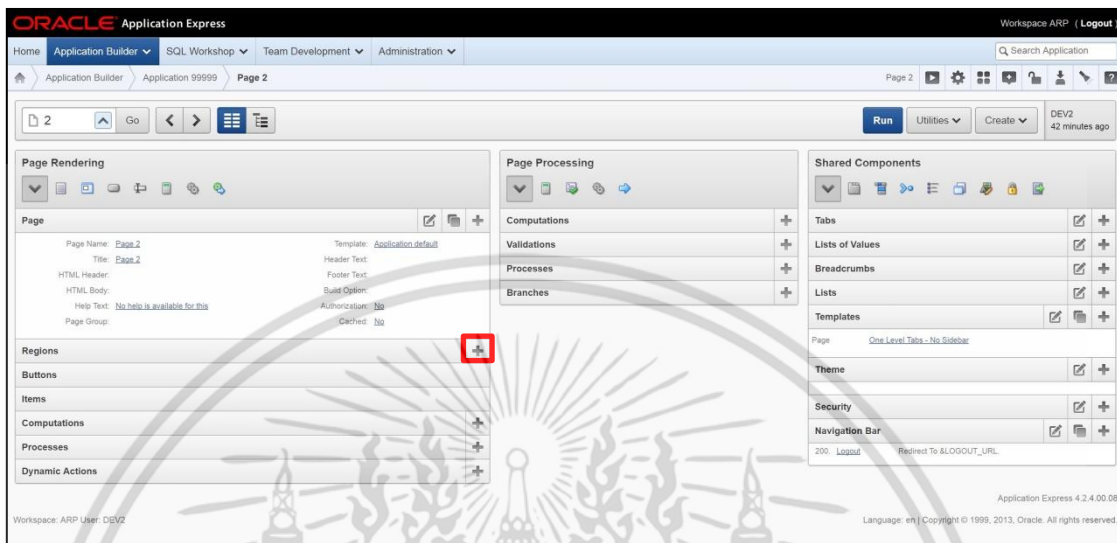 ORACLE Application Express
Workspace ARP ( Logout )
Home Application Builder SQL Workshop Team Development Administration
Search Application
Application Builder Application 99999 Page 2
Page 2
2 Go
Run Utilities Create
DEV2
42 minutes ago
Page Rendering
Page
Page Name: Page 2
Title: Page 2
HTML Header:
HTML Body:
Help Text: No help is available for this
Page Group:
Template: Application default
Header Text:
Footer Text:
Build Option:
Authorization: No
Cached: No
Regions
Buttons
Items
Computations
Processes
Dynamic Actions
Page Processing
Computations
Validations
Processes
Branches
Shared Components
Tabs
Lists of Values
Breadcrumbs
Lists
Templates
Page One Level Tabs - No Sidebar
Theme
Security
Navigation Bar
200. Logout Redirect To &LOGOUT_URL.
Application Express 4.2.4.00.08
Workspace: ARP User: DEV2
Language: en | Copyright © 1999, 2013, Oracle. All rights reserved.